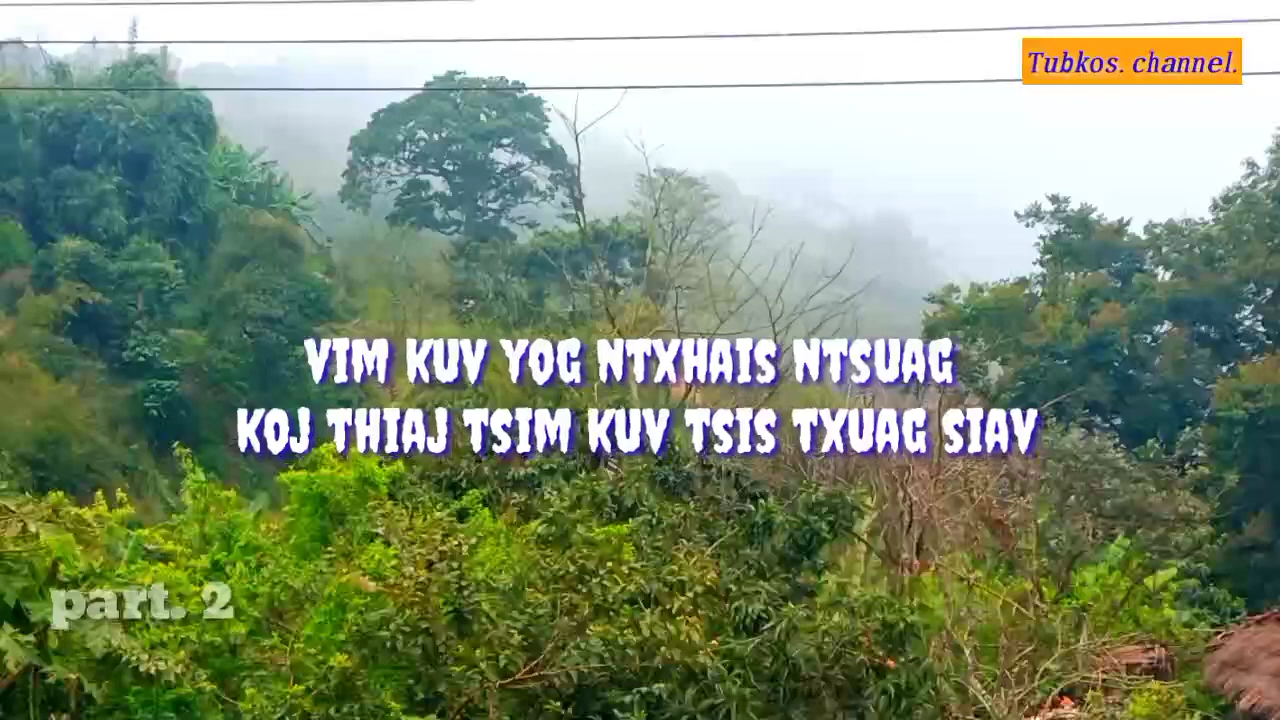 Tubkos. channel.
VIM KUV YOG NTXHAIS NTSUAG
KOJ THIAJ TSIM KUV TSIS TXUAG SIAV
part. 2